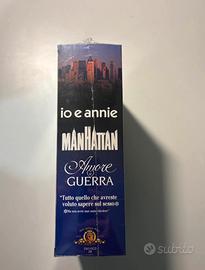 io e annie
MANHATTAN
Amore
GUERRA
"Tutto quello che avreste
voluto sapere sul sesso
subito